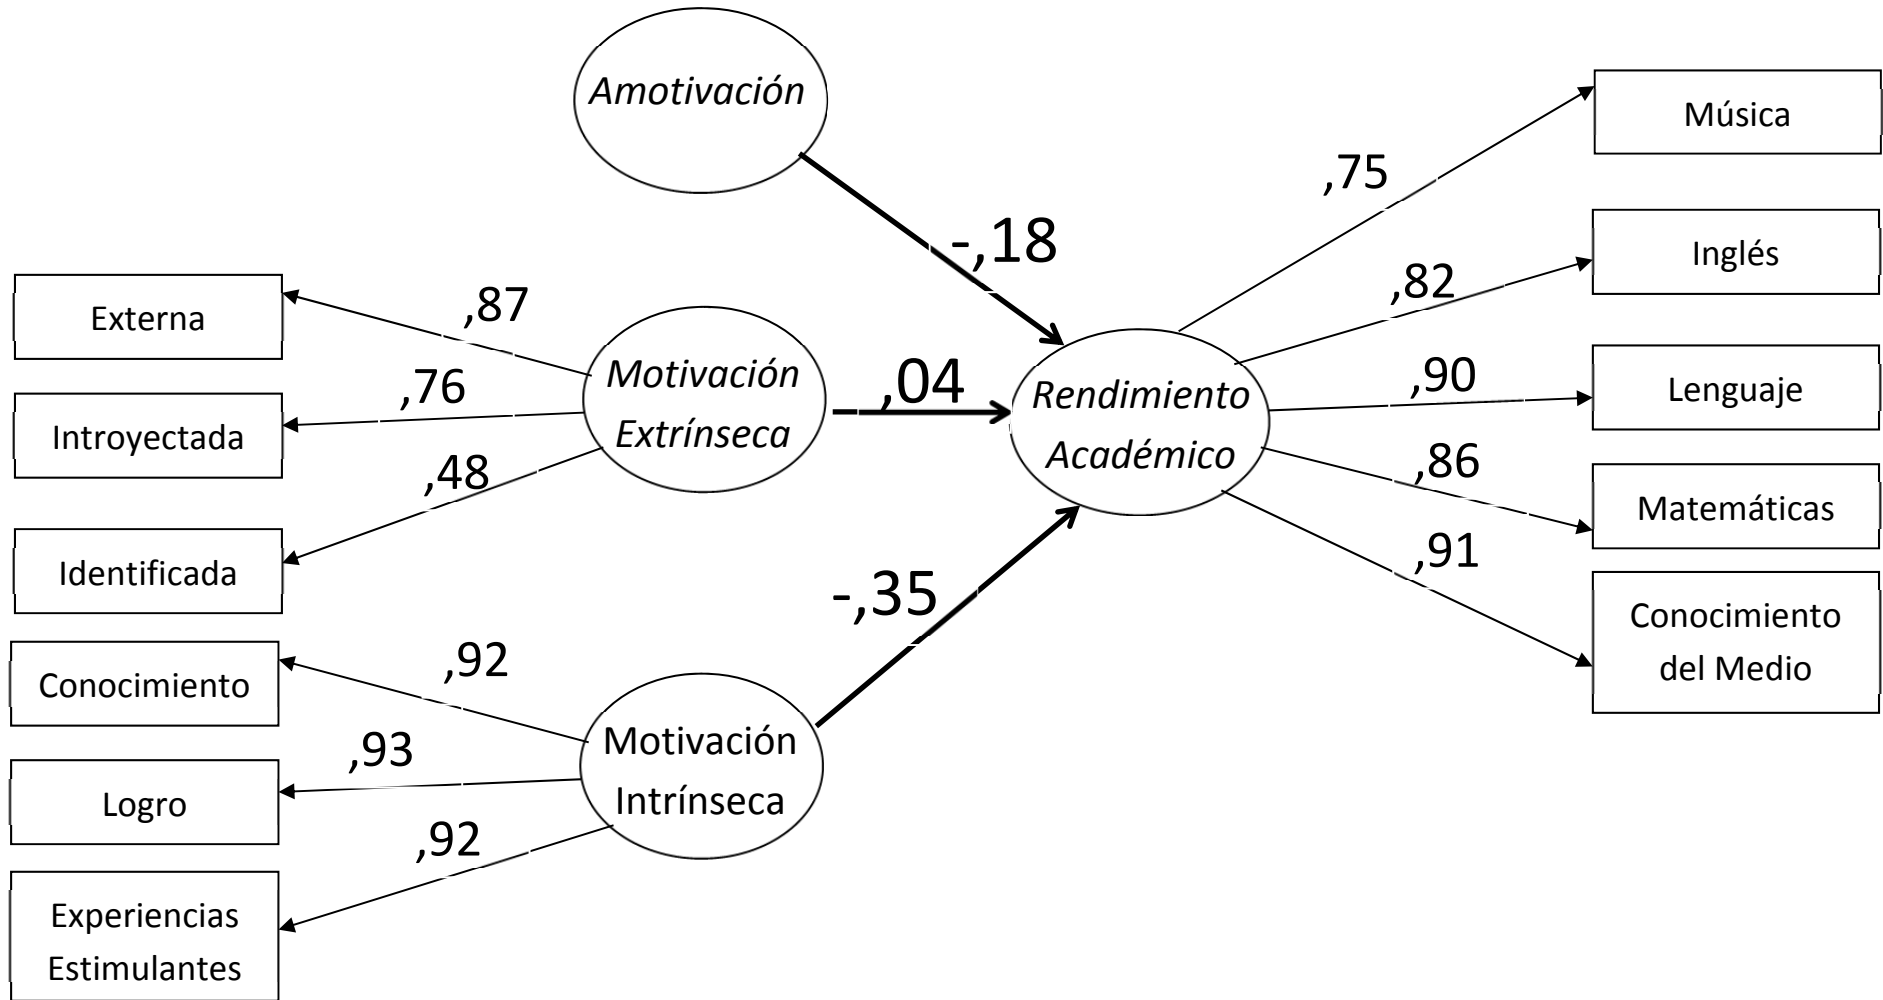 Amotivación
Música
,75
-,18
Inglés
,82
Externa
,87
Motivación
Extrínseca
,04
Rendimiento
Académico
,90
Lenguaje
,76
Introyectada
,86
Matemáticas
,48
Identificada
,91
-,35
Conocimiento
del Medio
,92
Conocimiento
Motivación
Intrínseca
,93
Logro
,92
Experiencias
Estimulantes